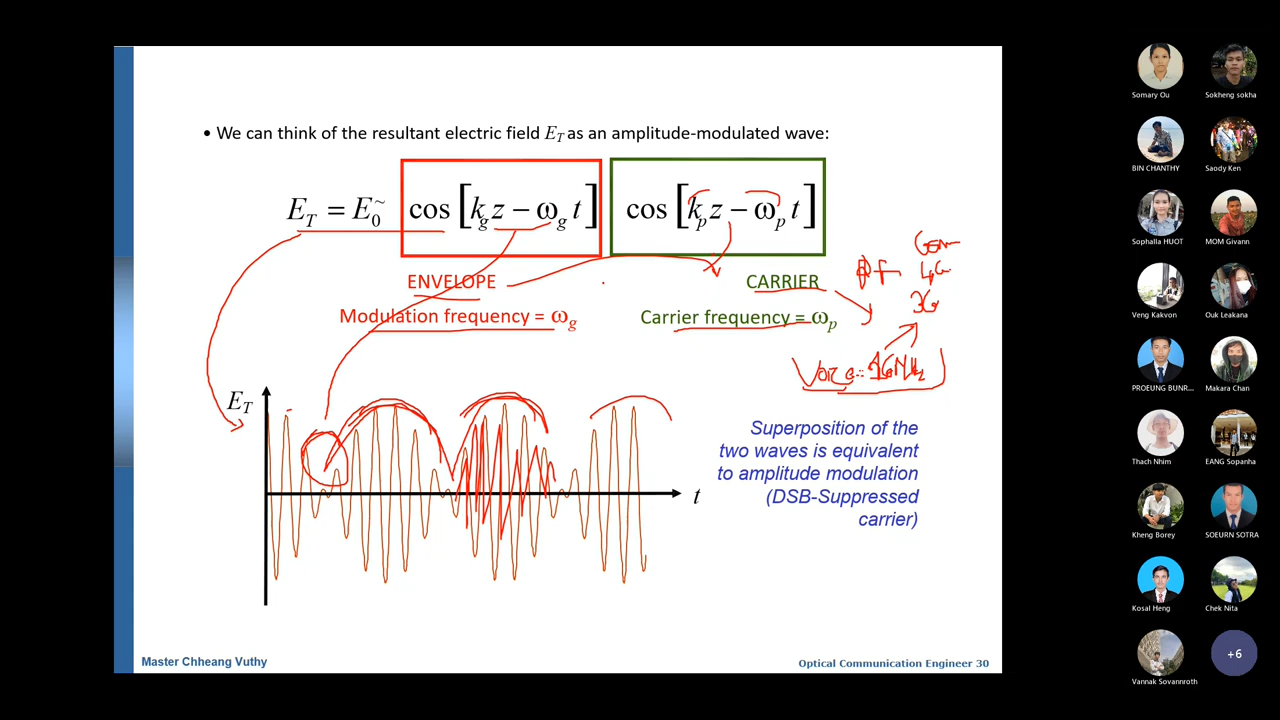 • We can think of the resultant electric field E_T as an amplitude-modulated wave:
E_T = E_0^~ cos [k_g z − ω_g t] cos [k_p z − ω_p t]
ENVELOPE CARRIER
Modulation frequency = ω_g Carrier frequency = ω_p
4G
3G
E_T
t
Superposition of the
two waves is equivalent
to amplitude modulation
(DSB-Suppressed
carrier)
Master Chheang Vuthy
Optical Communication Engineer 30
Somary Ou
Sokheng sokha
BIN CHANTHY
Saody Ken
Sophalla HUOT
MOM Givann
Veng Kakvon
Ouk Leakana
PROEUNG BUNR...
Makara Chan
Thach Nhim
EANG Sopanha
Kheng Borey
SOEURN SOTRA
Kosal Heng
Chek Nita
Vannak Sovannroth
+6